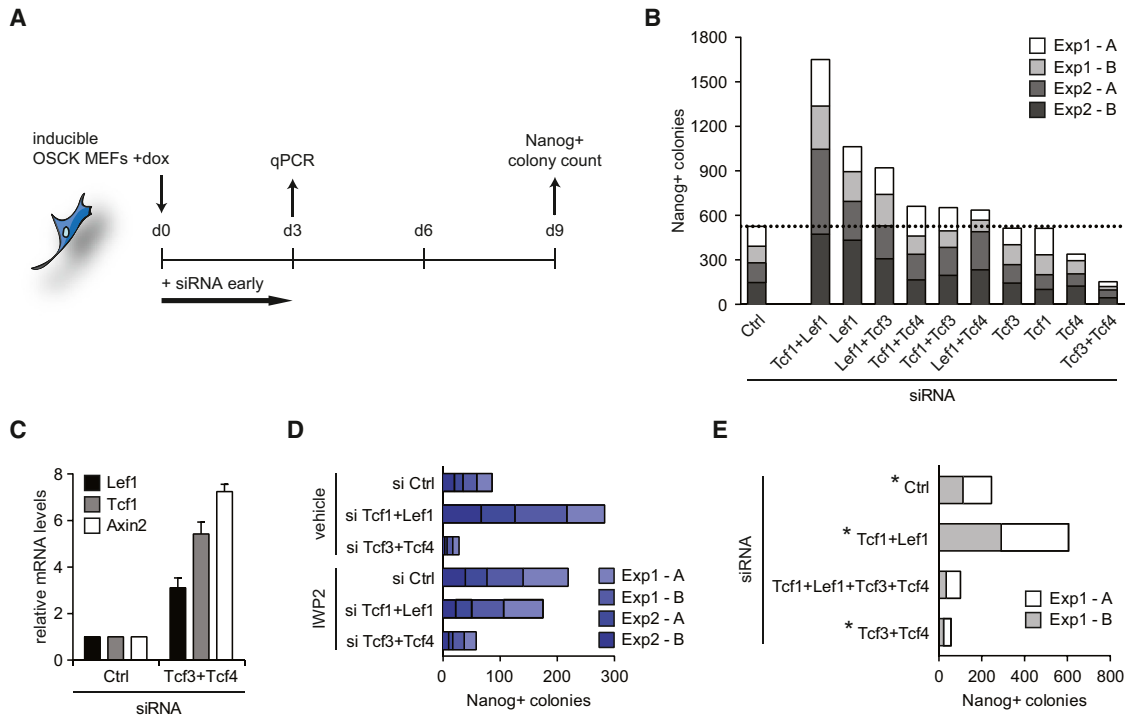 A
inducible
OSCK MEFs +dox
qPCR
Nanog+
colony count
d0
d3
d6
d9
+ siRNA early
B
Nanog+ colonies
1800
1500
1200
900
600
300
0
Exp1 - A
Exp1 - B
Exp2 - A
Exp2 - B
Ctrl
Tcf1+Lef1
Lef1
Lef1+Tcf3
Tcf1+Tcf4
Tcf1+Tcf3
Lef1+Tcf4
Tcf3
Tcf1
Tcf4
Tcf3+Tcf4
siRNA
C
relative mRNA levels
8
6
4
2
0
Lef1
Tcf1
Axin2
Ctrl
Tcf3+Tcf4
siRNA
D
vehicle
si Ctrl
si Tcf1+Lef1
si Tcf3+Tcf4
IWP2
si Ctrl
si Tcf1+Lef1
si Tcf3+Tcf4
Exp1 - A
Exp1 - B
Exp2 - A
Exp2 - B
0
100
200
300
Nanog+ colonies
E
siRNA
* Ctrl
* Tcf1+Lef1
Tcf1+Lef1+Tcf3+Tcf4
* Tcf3+Tcf4
Exp1 - A
Exp1 - B
0
200
400
600
800
Nanog+ colonies